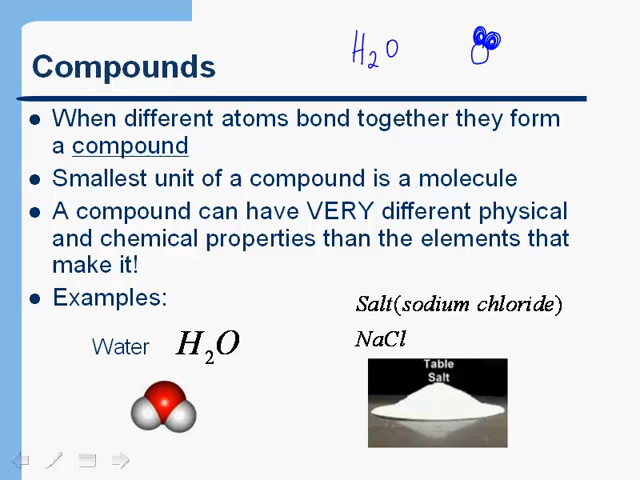 H₂O
Compounds
When different atoms bond together they form
a compound
Smallest unit of a compound is a molecule
A compound can have VERY different physical
and chemical properties than the elements that
make it!
Examples:
Salt(sodium chloride)
Water H₂O
NaCl
Table
Salt